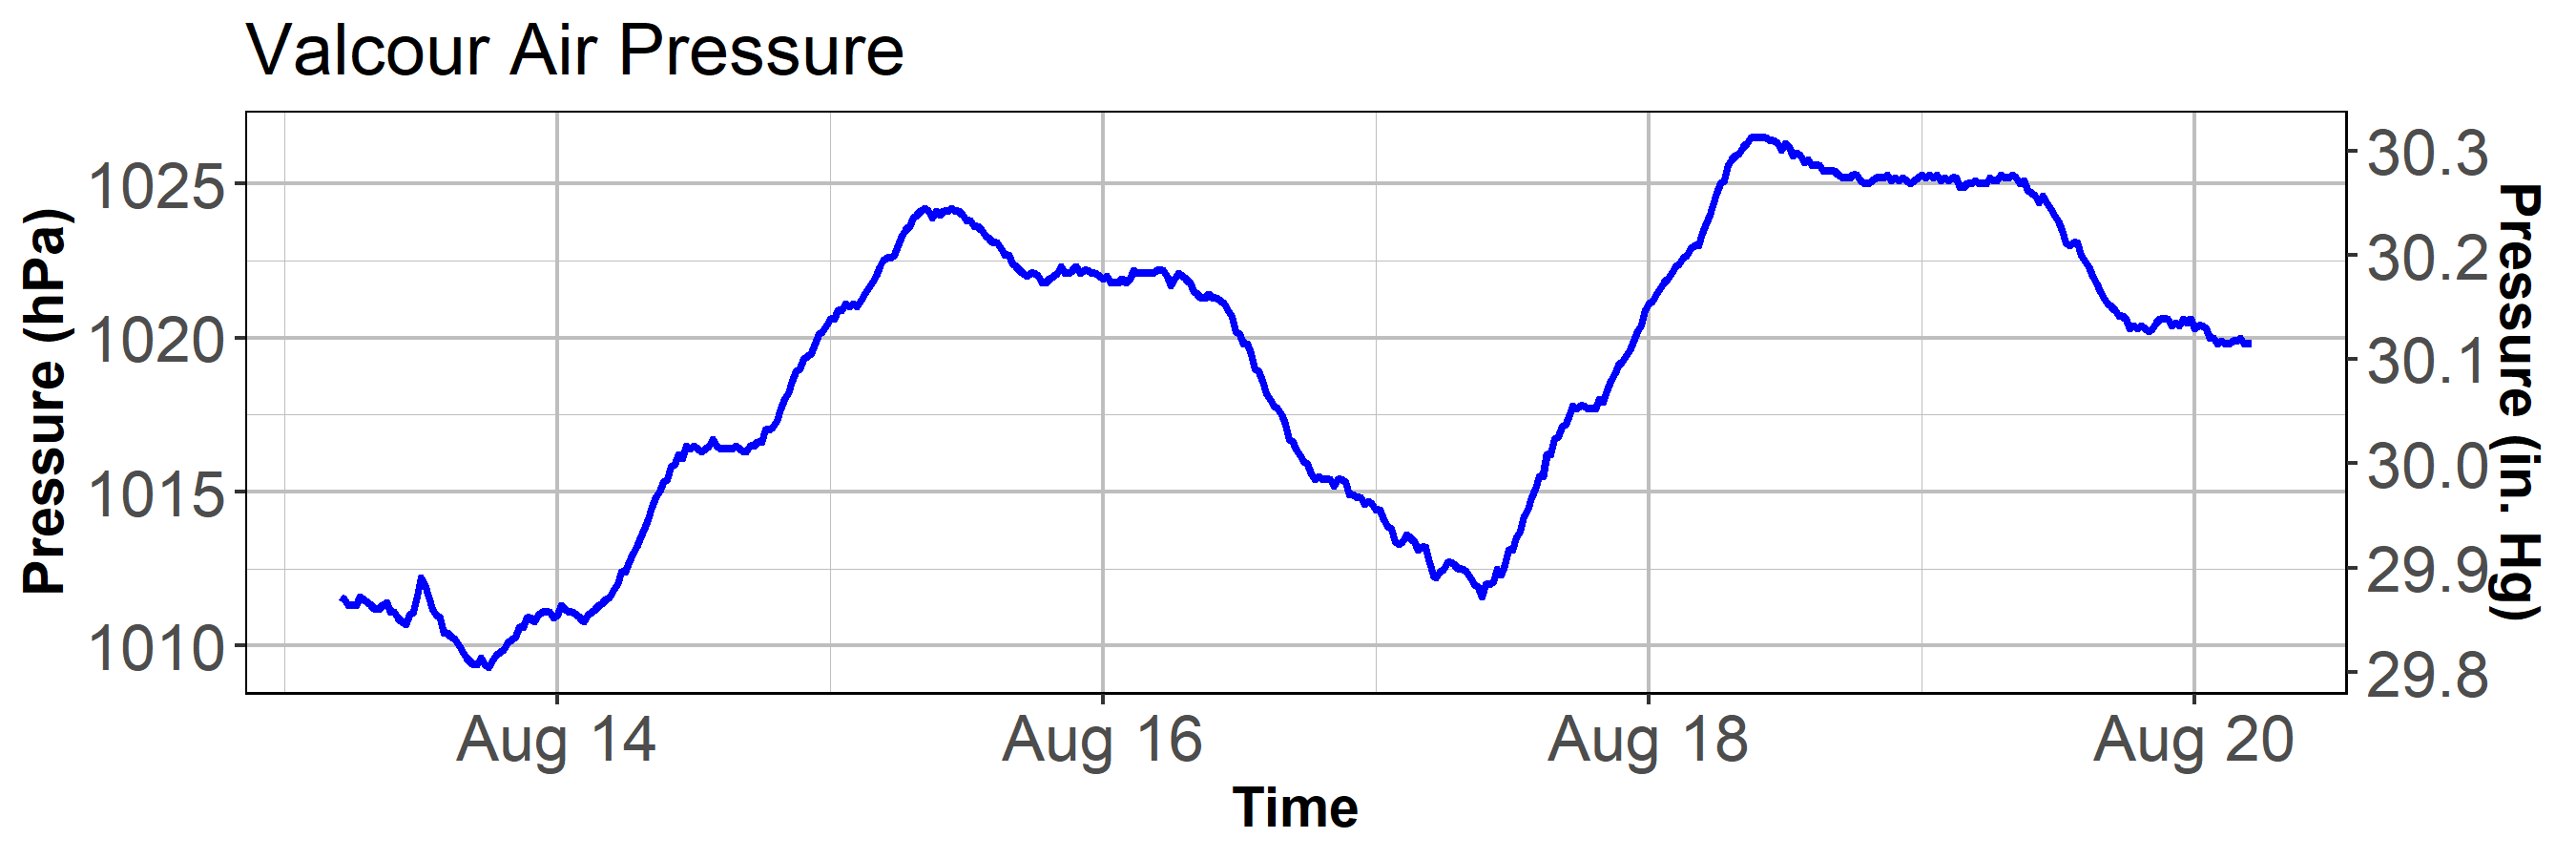 Valcour Air Pressure
Pressure (hPa)
1025
1020
1015
1010
30.3
30.2
30.1
30.0
29.9
29.8
Pressure (in. Hg)
Aug 14
Aug 16
Aug 18
Aug 20
Time